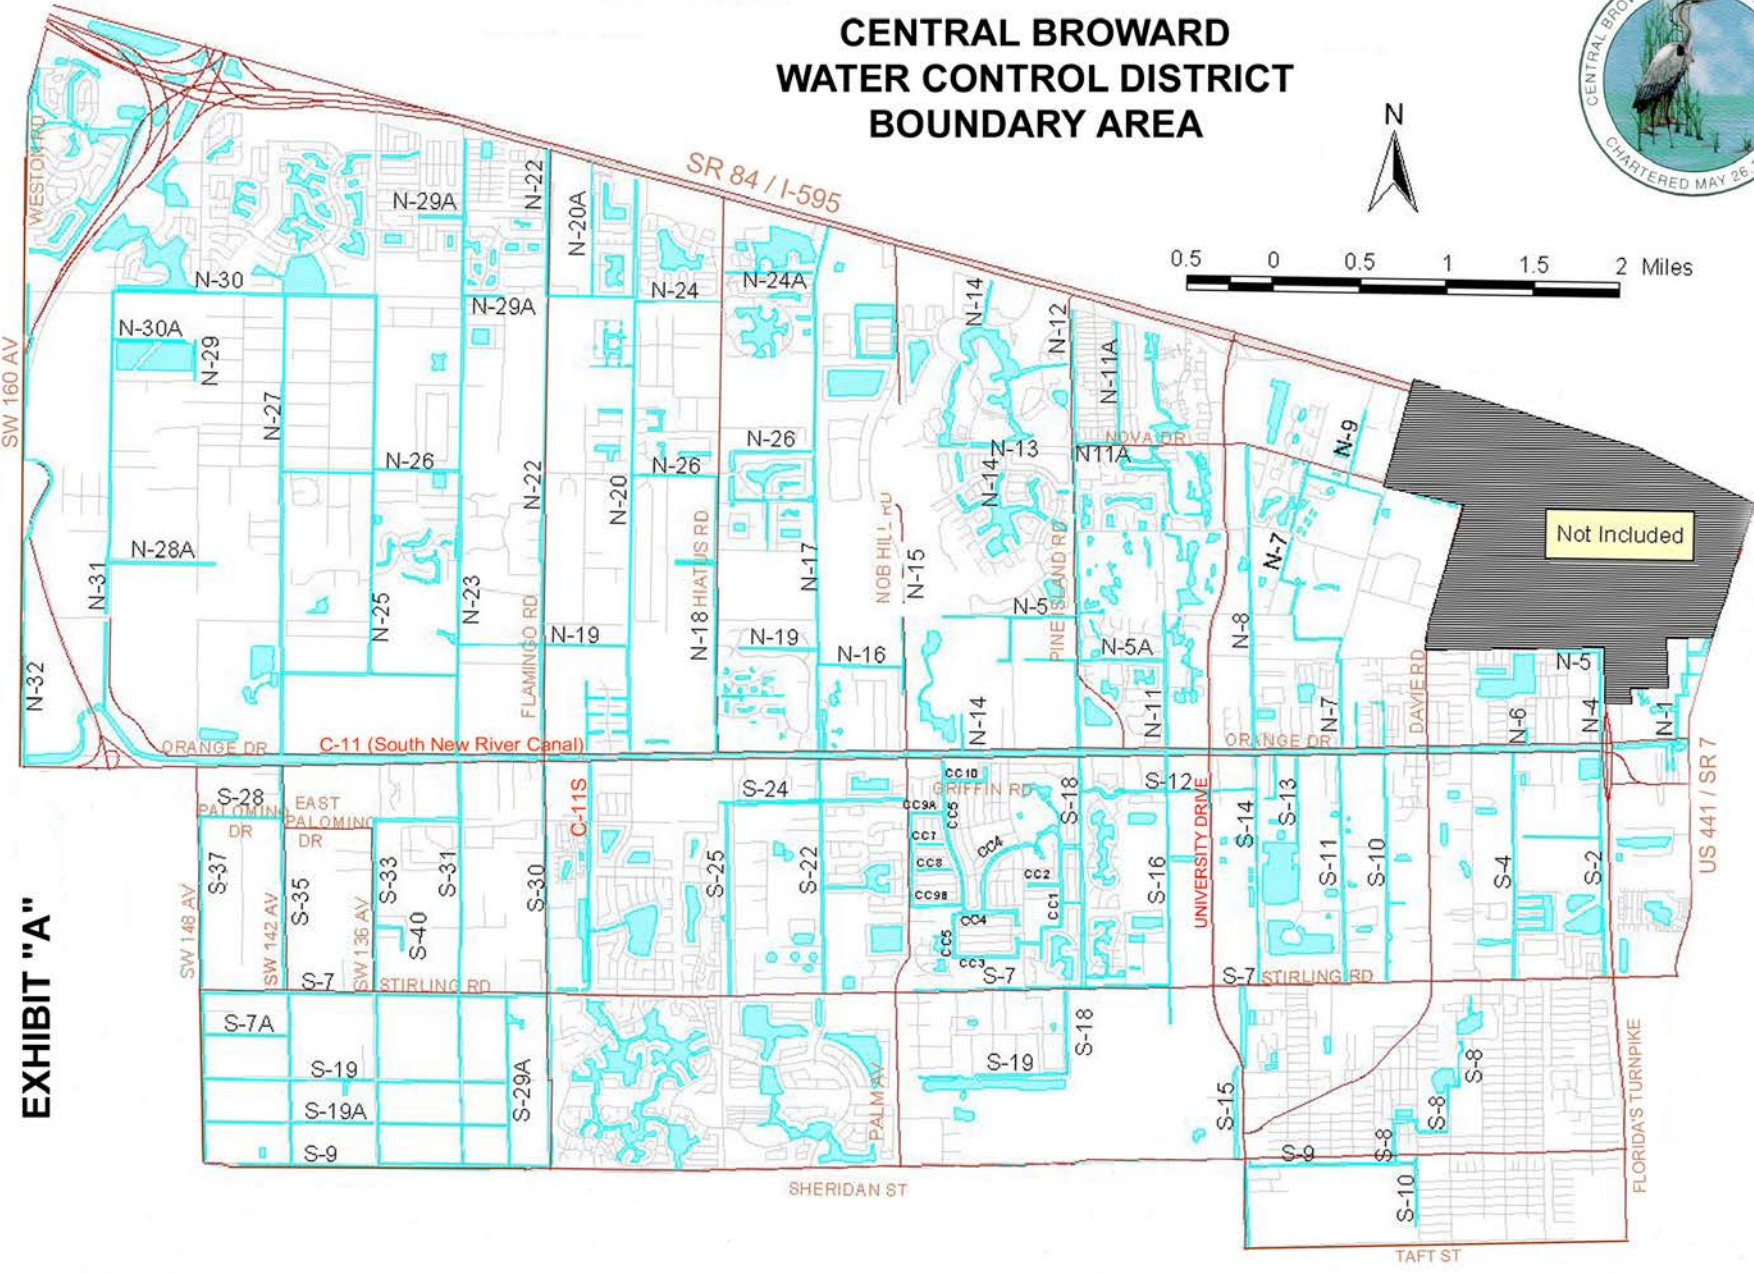 CENTRAL BROWARD
WATER CONTROL DISTRICT
BOUNDARY AREA
CENTRAL
CHARTERED MAY 26
N
0.5 0 0.5 1 1.5 2 Miles
SR 84 / I-595
WESTON RD
N-29A
N-22
N-20A
N-30
N-29A
N-24
N-24A
N-14
N-12
N-30A
N-29
N-11A
SW 160 AV
N-27
N-26
N-22
N-20
N-26
N-26
N-13
N-14
NOVA DR
N11A
N-9
Not Included
N-28A
N-31
N-25
N-23
FLAMINGO RD
N-19
N-18
HIATUS RD
N-19
N-17
NOB HILL RD
N-15
N-16
N-5
PINE ISLAND RD
N-5A
N-8
N-7
N-5
N-32
N-14
N-11
N-7
DAVIE RD
N-6
N-4
N-1
ORANGE DR
C-11 (South New River Canal)
ORANGE DR
US 441 / SR 7
S-28
PALOMINO
DR
EAST
PALOMINO
DR
C-11S
S-24
CC10
GRIFFIN RD
CC9A
CC5
CC7
CC4
CC8
CC2
CC9B
CC1
CC4
CC5
CC3
S-18
S-12
UNIVERSITY DRIVE
S-14
S-13
S-37
S-35
S-33
S-31
S-40
S-30
S-25
S-22
S-16
S-11
S-10
S-4
S-2
SW 148 AV
SW 142 AV
SW 136 AV
S-7
STIRLING RD
S-7
S-7
STIRLING RD
EXHIBIT "A"
S-7A
S-19
S-19A
S-9
S-29A
PALM AV
S-19
S-18
S-15
S-8
S-8
S-8
S-9
S-10
FLORIDA'S TURNPIKE
SHERIDAN ST
TAFT ST